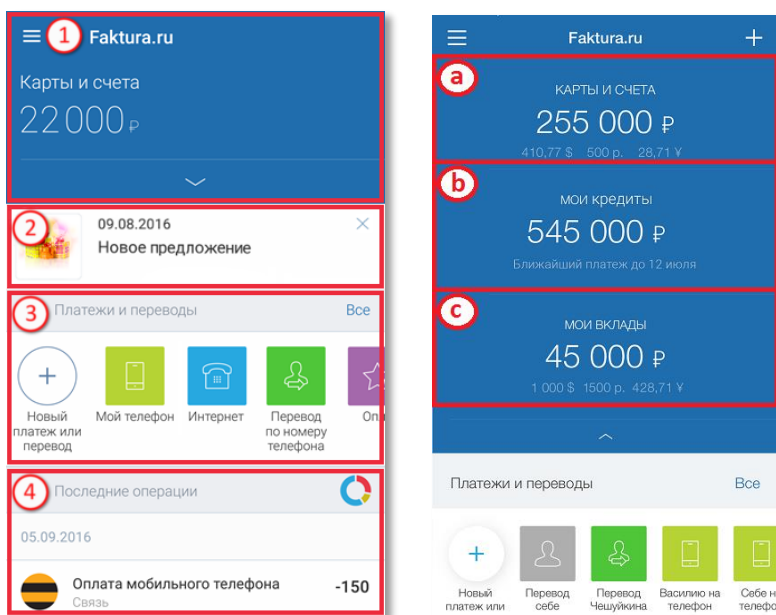 1
Faktura.ru
Карты и счета
22 000 ₽
2
09.08.2016
Новое предложение
3
Платежи и переводы
Все
Новый
платеж или
перевод
Мой телефон
Интернет
Перевод
по номеру
телефона
Опл
4
Последние операции
05.09.2016
Оплата мобильного телефона
-150
Связь
Faktura.ru
a
КАРТЫ И СЧЕТА
255 000 ₽
410,77 $ 500 р. 28,71 ¥
b
МОИ кредиты
545 000 ₽
Ближайший платеж до 12 июля
c
МОИ ВКЛАДЫ
45 000 ₽
1 000 $ 1500 р. 428,71 ¥
Платежи и переводы
Все
Новый
платеж или
Перевод
себе
Перевод
Чешуйкина
Василию на
телефон
Себе н
телефо